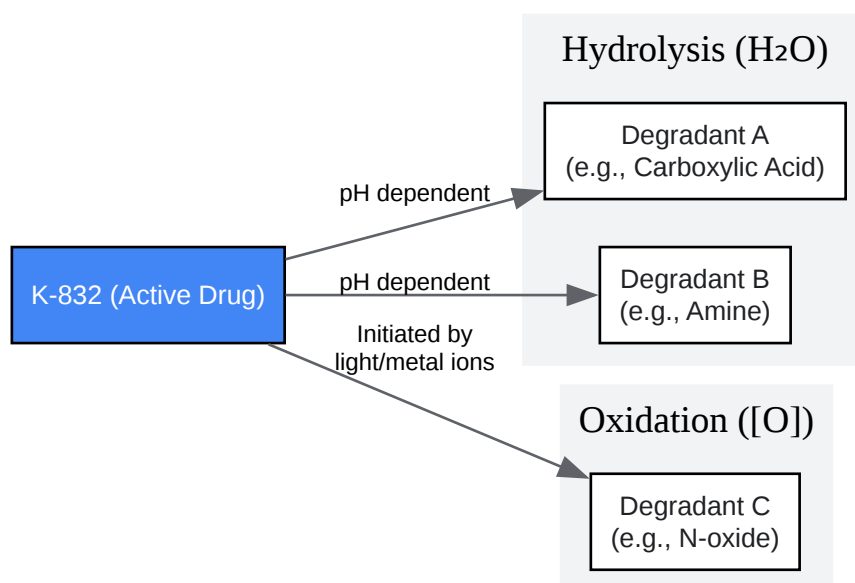 Hydrolysis (H₂O)
Degradant A
(e.g., Carboxylic Acid)
pH dependent
K-832 (Active Drug)
pH dependent
Degradant B
(e.g., Amine)
Initiated by
light/metal ions
Oxidation ([O])
Degradant C
(e.g., N-oxide)